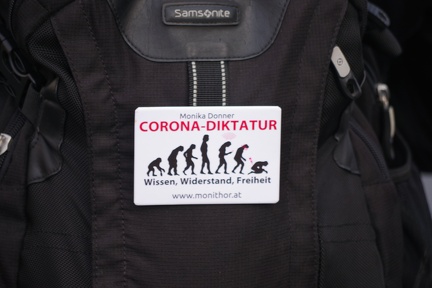 Samsonite
Monika Donner
CORONA-DIKTATUR
Wissen, Widerstand, Freiheit
www.monithor.at